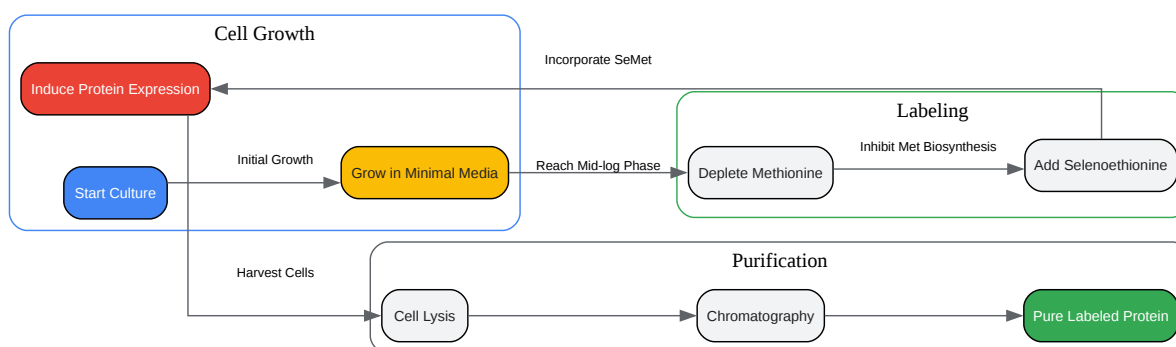 Cell Growth
Incorporate SeMet
Induce Protein Expression
Labeling
Initial Growth
Inhibit Met Biosynthesis
Reach Mid-log Phase
Add Selenoethionine
Grow in Minimal Media
Deplete Methionine
Start Culture
Purification
Harvest Cells
Cell Lysis
Chromatography
Pure Labeled Protein